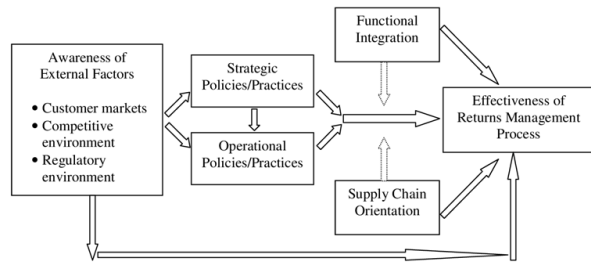 Awareness of
External Factors
• Customer markets
• Competitive
environment
• Regulatory
environment
Strategic
Policies/Practices
Operational
Policies/Practices
Functional
Integration
Supply Chain
Orientation
Effectiveness of
Returns Management
Process